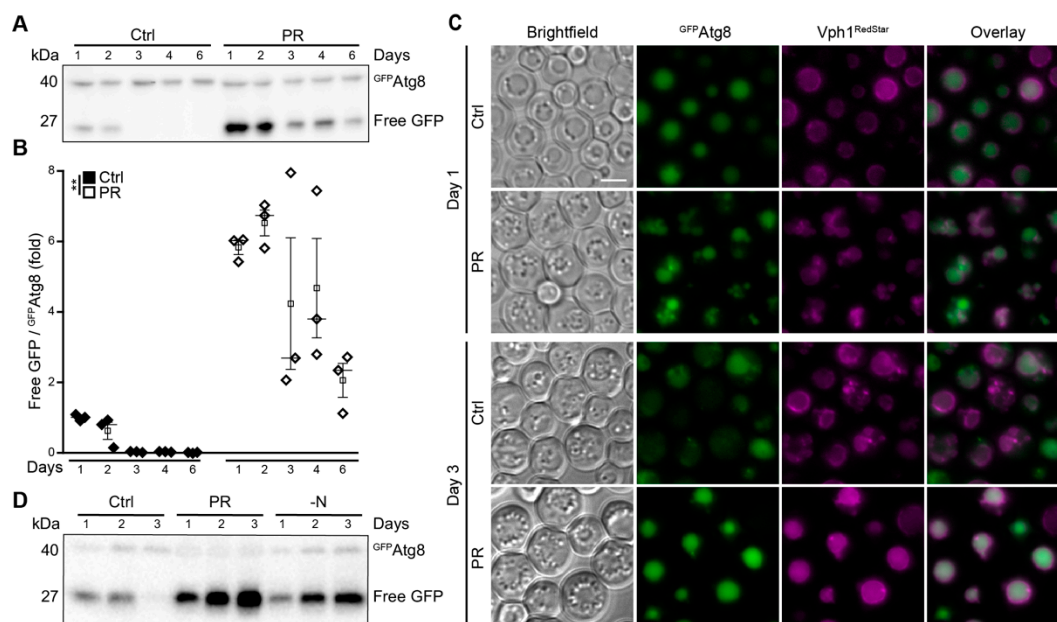 A
Ctrl PR
kDa 1 2 3 4 6 1 2 3 4 6 Days
40 GFPAtg8
27 Free GFP
B
8
6
4
2
0
Free GFP / GFPAtg8 (fold)
** Ctrl
PR
Days 1 2 3 4 6 1 2 3 4 6
D
Ctrl PR -N
kDa 1 2 3 1 2 3 1 2 3 Days
40 GFPAtg8
27 Free GFP
C
Brightfield GFPAtg8 Vph1RedStar Overlay
Day 1
Ctrl
PR
Day 3
Ctrl
PR